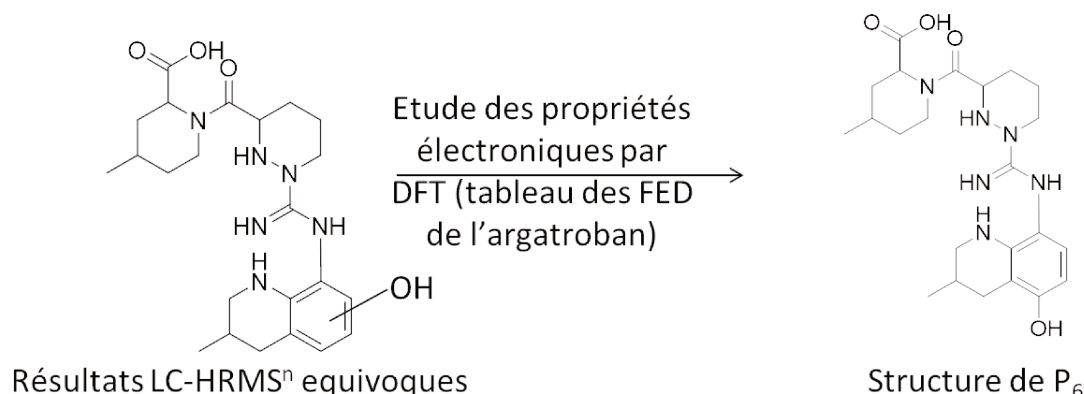 O
OH
O
N
HN
N
HN
NH
H
N
OH
Résultats LC-HRMSⁿ equivoques
Etude des propriétés
électroniques par
DFT (tableau des FED
de l'argatroban)
O
OH
O
N
HN
N
HN
NH
H
N
OH
Structure de P₆